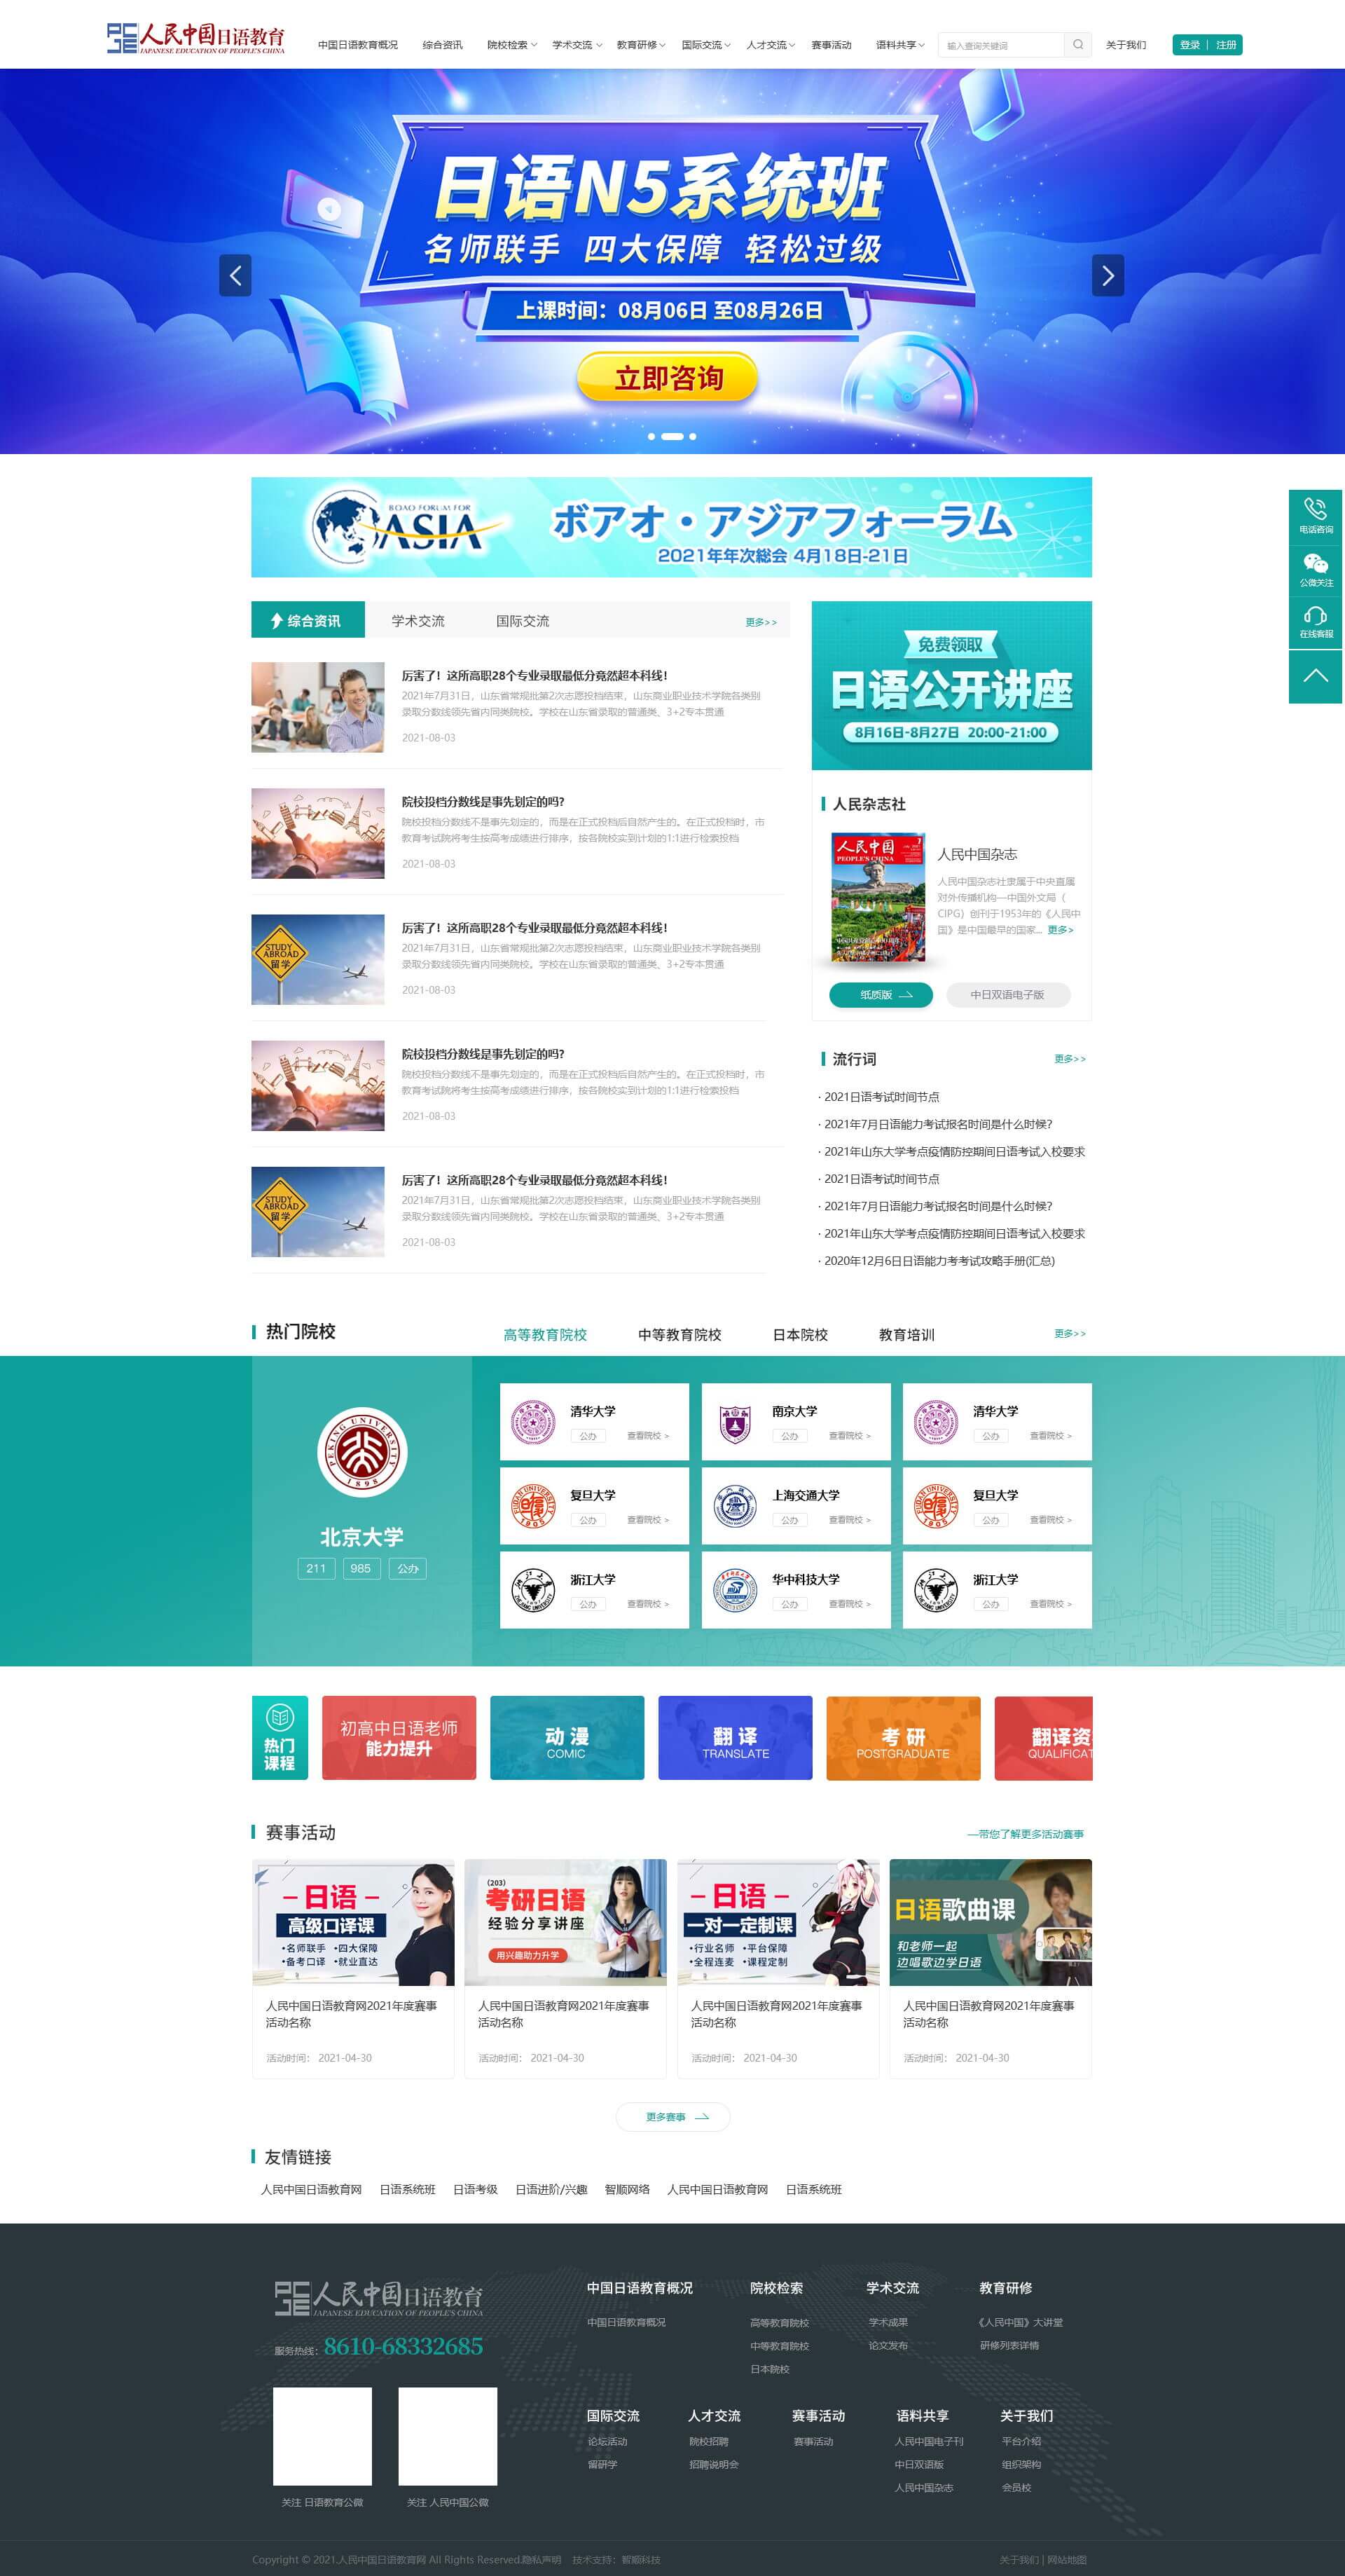 人民中国日语教育
JAPANESE EDUCATION OF PEOPLE'S CHINA
中国日语教育概况 综合资讯 院校检索 学术交流 教育研修 国际交流 人才交流 赛事活动 语料共享 输入查询关键词 关于我们 登录 | 注册
日语N5系统班
名师联手 四大保障 轻松过级
上课时间：08月06日 至08月26日
立即咨询
BOAO FORUM FOR
ASIA
ボアオ・アジアフォーラム
2021年年次総会 4月18日-21日
电话咨询
公微关注
在线客服
综合资讯 学术交流 国际交流 更多>>
厉害了！这所高职28个专业录取最低分竟然超本科线！
2021年7月31日，山东省常规批第2次志愿投档结束，山东商业职业技术学院各类别
录取分数线领先省内同类院校。学校在山东省录取的普通类、3+2专本贯通
2021-08-03
院校投档分数线是事先划定的吗?
院校投档分数线不是事先划定的，而是在正式投档后自然产生的。在正式投档时，市
教育考试院将考生按高考成绩进行排序，按各院校实到计划的1:1进行检索投档
2021-08-03
STUDY
ABROAD
留学
厉害了！这所高职28个专业录取最低分竟然超本科线！
2021年7月31日，山东省常规批第2次志愿投档结束，山东商业职业技术学院各类别
录取分数线领先省内同类院校。学校在山东省录取的普通类、3+2专本贯通
2021-08-03
院校投档分数线是事先划定的吗?
院校投档分数线不是事先划定的，而是在正式投档后自然产生的。在正式投档时，市
教育考试院将考生按高考成绩进行排序，按各院校实到计划的1:1进行检索投档
2021-08-03
STUDY
ABROAD
留学
厉害了！这所高职28个专业录取最低分竟然超本科线！
2021年7月31日，山东省常规批第2次志愿投档结束，山东商业职业技术学院各类别
录取分数线领先省内同类院校。学校在山东省录取的普通类、3+2专本贯通
2021-08-03
免费领取
日语公开讲座
8月16日-8月27日 20:00-21:00
人民杂志社
人民中国
PEOPLE'S CHINA
人民中国杂志
人民中国杂志社隶属于中央直属
对外传播机构—中国外文局（
CIPG）创刊于1953年的《人民中
国》是中国最早的国家... 更多>
纸质版 中日双语电子版
流行词 更多>>
· 2021日语考试时间节点
· 2021年7月日语能力考试报名时间是什么时候?
· 2021年山东大学考点疫情防控期间日语考试入校要求
· 2021日语考试时间节点
· 2021年7月日语能力考试报名时间是什么时候?
· 2021年山东大学考点疫情防控期间日语考试入校要求
· 2020年12月6日日语能力考考试攻略手册(汇总)
热门院校 高等教育院校 中等教育院校 日本院校 教育培训 更多>>
PEKING UNIVERSITY
1898
北京大学
211 985 公办
清华大学 南京大学 清华大学
公办 查看院校 > 公办 查看院校 > 公办 查看院校 >
复旦大学 上海交通大学 复旦大学
公办 查看院校 > 公办 查看院校 > 公办 查看院校 >
浙江大学 华中科技大学 浙江大学
公办 查看院校 > 公办 查看院校 > 公办 查看院校 >
热门
课程
初高中日语老师
能力提升
动 漫
COMIC
翻 译
TRANSLATE
考 研
POSTGRADUATE
翻译资
QUALIFICAT
赛事活动 —带您了解更多活动赛事
日语
高级口译课
•名师联手 •四大保障
•备考口译 •就业直达
（203）
考研日语
经验分享讲座
用兴趣助力升学
日语
一对一定制课
•行业名师 •平台保障
•全程连麦 •课程定制
日语歌曲课
和老师一起
边唱歌边学日语
人民中国日语教育网2021年度赛事
活动名称
活动时间： 2021-04-30
人民中国日语教育网2021年度赛事
活动名称
活动时间： 2021-04-30
人民中国日语教育网2021年度赛事
活动名称
活动时间： 2021-04-30
人民中国日语教育网2021年度赛事
活动名称
活动时间： 2021-04-30
更多赛事
友情链接
人民中国日语教育网 日语系统班 日语考级 日语进阶/兴趣 智顺网络 人民中国日语教育网 日语系统班
人民中国日语教育
JAPANESE EDUCATION OF PEOPLE'S CHINA
服务热线：8610-68332685
关注 日语教育公微 关注 人民中国公微
中国日语教育概况 院校检索 学术交流 教育研修
中国日语教育概况 高等教育院校 学术成果 《人民中国》大讲堂
中等教育院校 论文发布 研修列表详情
日本院校
国际交流 人才交流 赛事活动 语料共享 关于我们
论坛活动 院校招聘 赛事活动 人民中国电子刊 平台介绍
留研学 招聘说明会 中日双语版 组织架构
人民中国杂志 会员校
Copyright © 2021.人民中国日语教育网 All Rights Reserved.隐私声明 技术支持：智顺科技 关于我们 | 网站地图